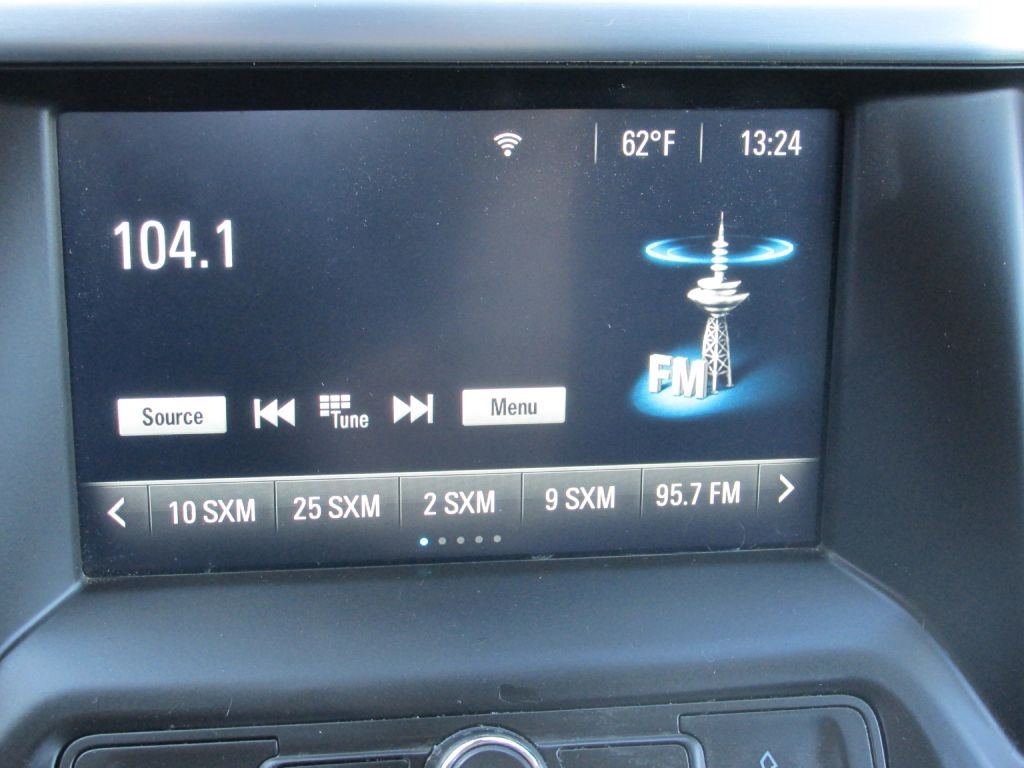 62°F 13:24
104.1
FM
Source Tune Menu
10 SXM 25 SXM 2 SXM 9 SXM 95.7 FM